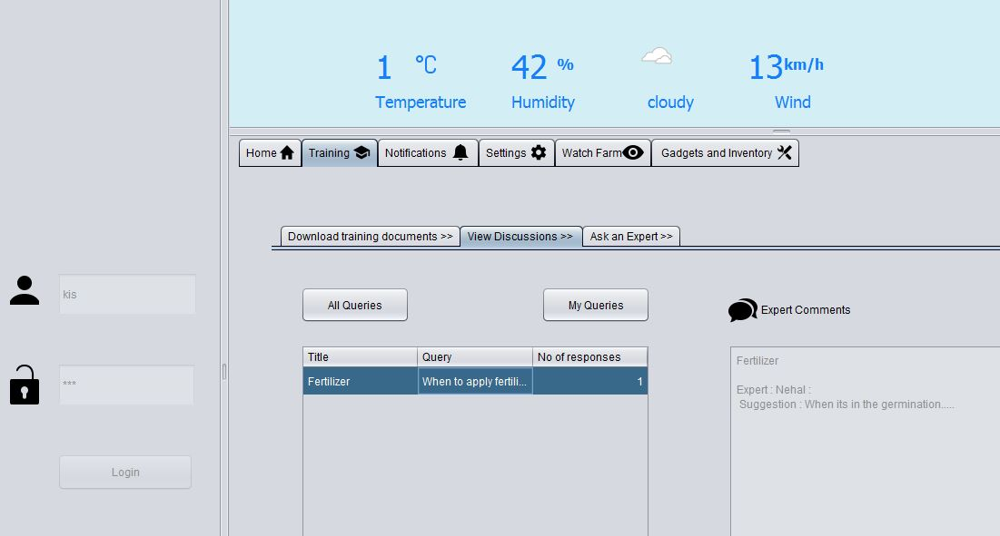 1 °C
42 %
13 km/h
Temperature
Humidity
cloudy
Wind
Home
Training
Notifications
Settings
Watch Farm
Gadgets and Inventory
Download training documents >>
View Discussions >>
Ask an Expert >>
kis
***
Login
All Queries
My Queries
Expert Comments
Title
Query
No of responses
Fertilizer
When to apply fertili...
1
Fertilizer
Expert : Nehal :
Suggestion : When its in the germination.....